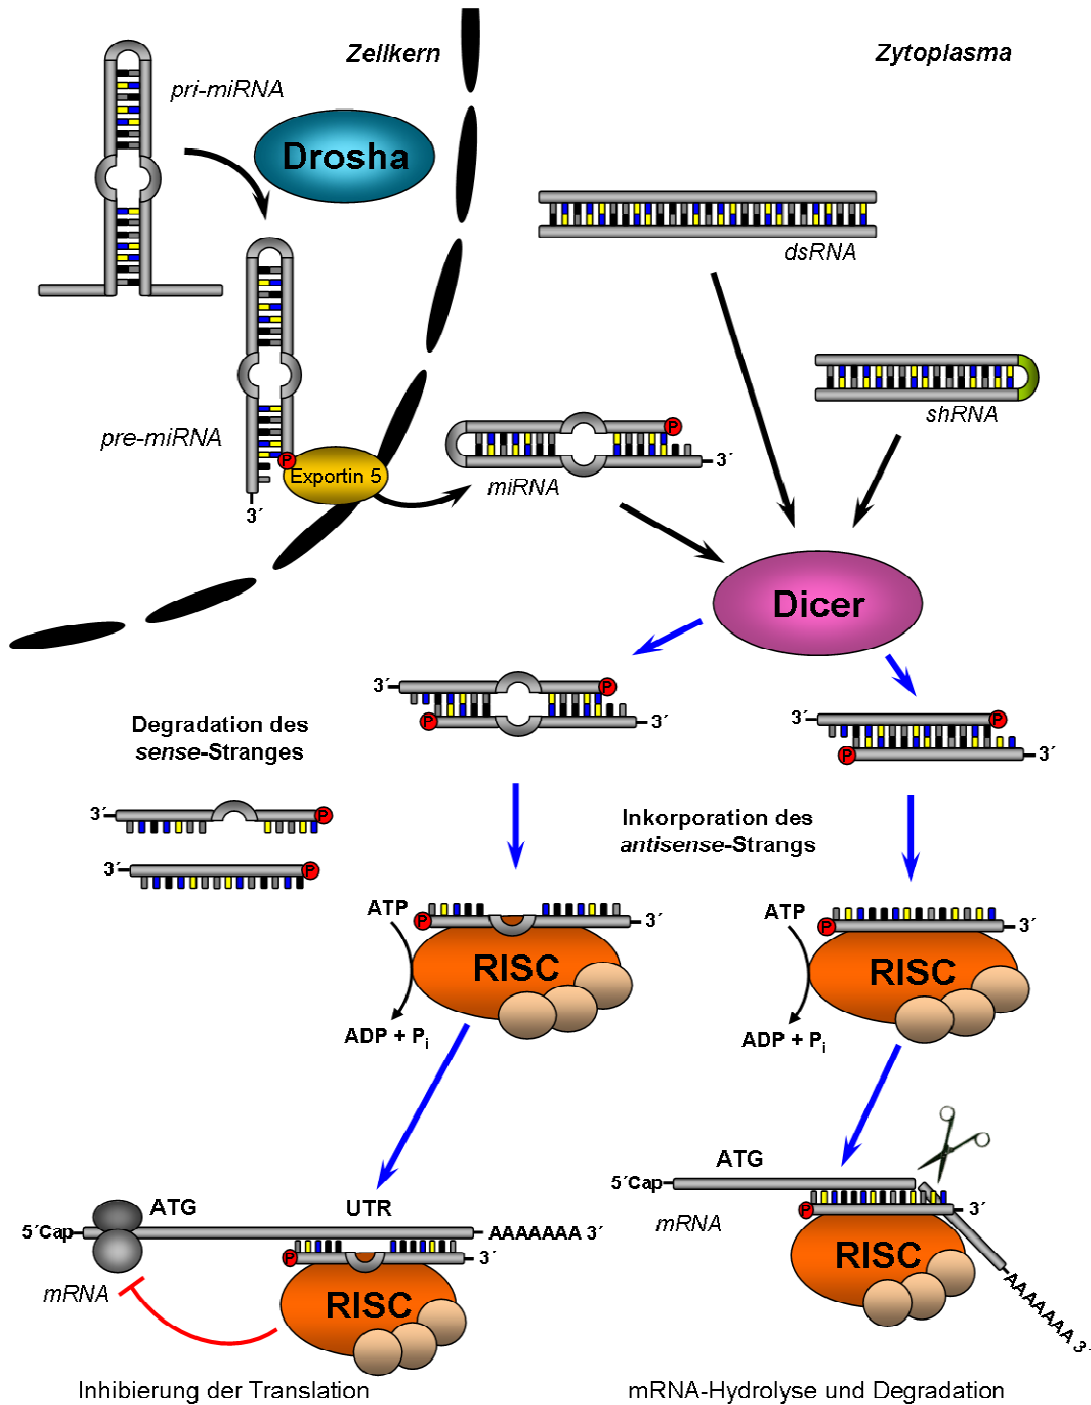 Zellkern
Zytoplasma
pri-miRNA
Drosha
dsRNA
shRNA
pre-miRNA
P
Exportin 5
3´
P
3´
miRNA
Dicer
3´
P
P
3´
3´
P
P
3´
Degradation des
sense-Stranges
3´
P
3´
P
Inkorporation des
antisense-Strangs
ATP
P
3´
RISC
ADP + Pi
ATP
P
3´
RISC
ADP + Pi
5´Cap
ATG
UTR
AAAAAAA 3´
mRNA
P
3´
RISC
Inhibierung der Translation
ATG
5´Cap
mRNA
P
3´
RISC
AAAAAAA 3´
mRNA-Hydrolyse und Degradation